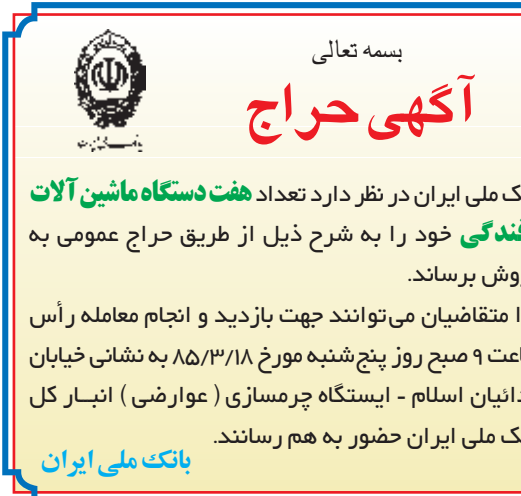 بسمه تعالی
آگهی حراج
ک ملی ایران در نظر دارد تعداد هفت دستگاه ماشین آلات
فندگی خود را به شرح ذیل از طریق حراج عمومی به
وش برساند.
ا متقاضیان می‌توانند جهت بازدید و انجام معامله رأس
اعت ۹ صبح روز پنج‌شنبه مورخ ۸۵/۳/۱۸ به نشانی خیابان
دائیان اسلام - ایستگاه چرمسازی ( عوارضی ) انبـار کل
ک ملی ایران حضور به هم رسانند.
بانک ملی ایران